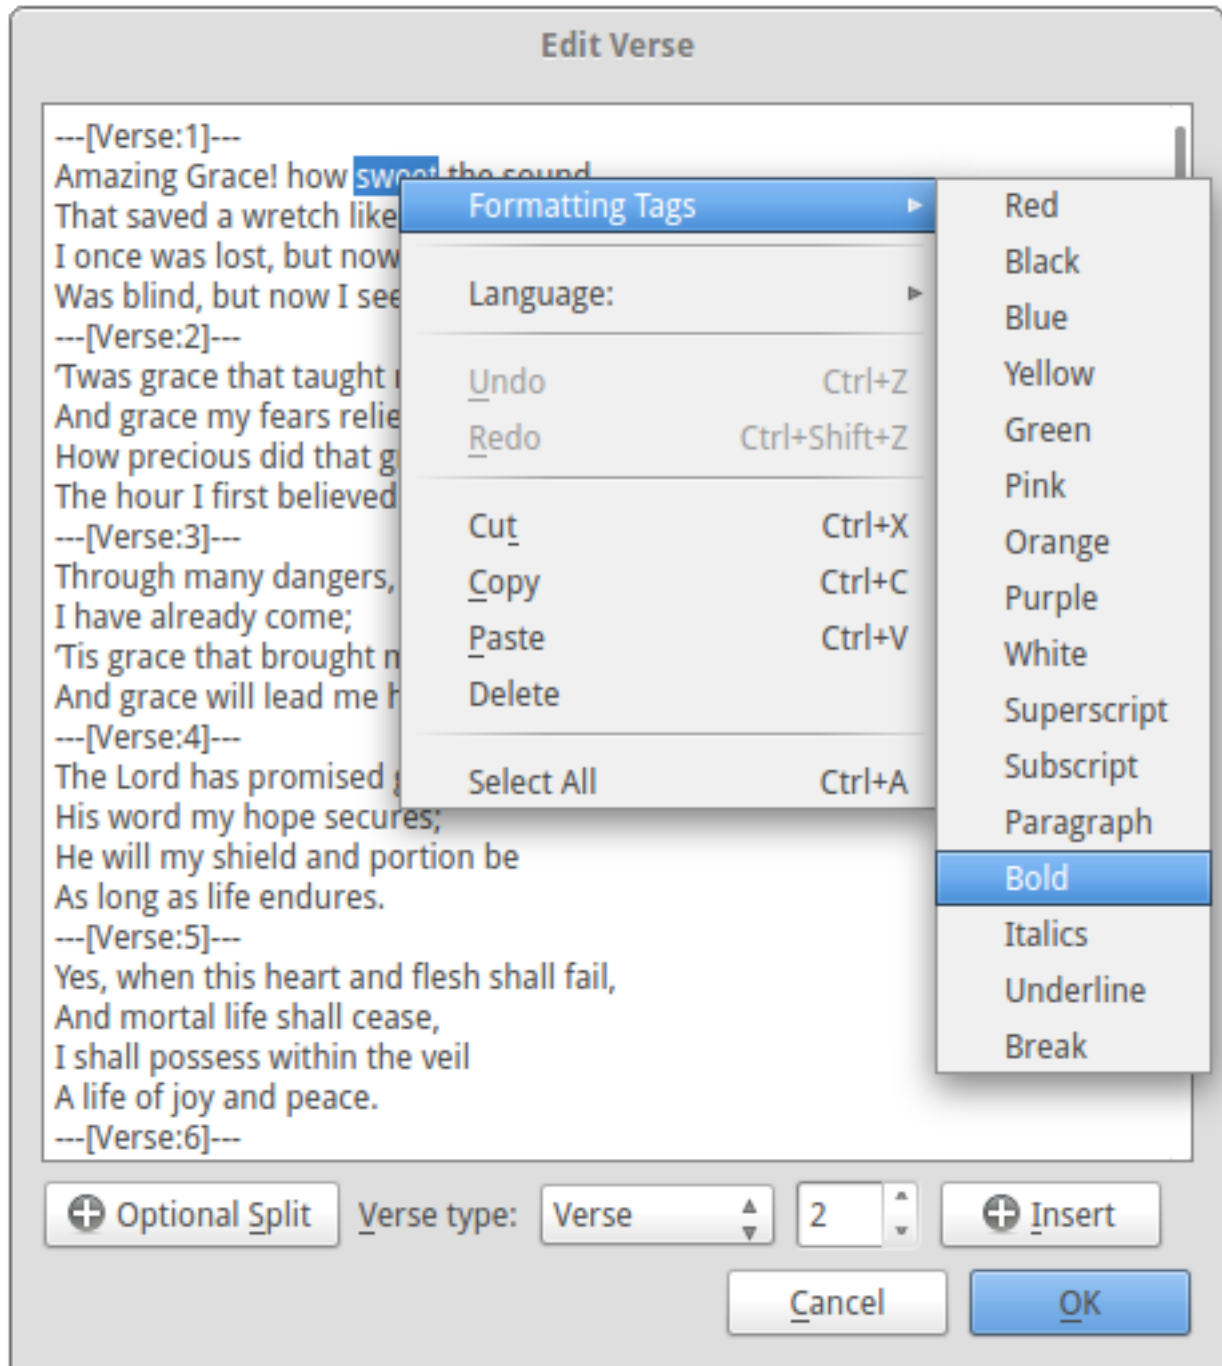 Edit Verse
---[Verse:1]---
Amazing Grace! how sweet the sound
That saved a wretch like
I once was lost, but now
Was blind, but now I see
---[Verse:2]---
'Twas grace that taught
And grace my fears relie
How precious did that g
The hour I first believed
---[Verse:3]---
Through many dangers,
I have already come;
'Tis grace that brought
And grace will lead me h
---[Verse:4]---
The Lord has promised
His word my hope secures;
He will my shield and portion be
As long as life endures.
---[Verse:5]---
Yes, when this heart and flesh shall fail,
And mortal life shall cease,
I shall possess within the veil
A life of joy and peace.
---[Verse:6]---
Formatting Tags
Language:
Undo Ctrl+Z
Redo Ctrl+Shift+Z
Cut Ctrl+X
Copy Ctrl+C
Paste Ctrl+V
Delete
Select All Ctrl+A
Red
Black
Blue
Yellow
Green
Pink
Orange
Purple
White
Superscript
Subscript
Paragraph
Bold
Italics
Underline
Break
Optional Split Verse type: Verse 2 Insert
Cancel OK